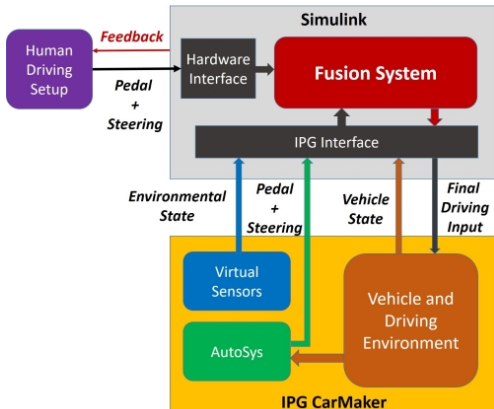 Simulink
Feedback
Human
Driving
Setup
Hardware
Interface
Fusion System
Pedal
+
Steering
IPG Interface
Environmental
State
Pedal
+
Steering
Vehicle
State
Final
Driving
Input
Virtual
Sensors
Vehicle and
Driving
Environment
AutoSys
IPG CarMaker